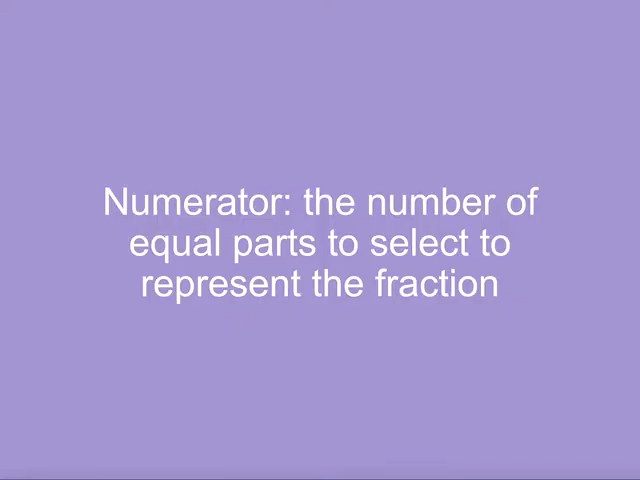 Numerator: the number of
equal parts to select to
represent the fraction